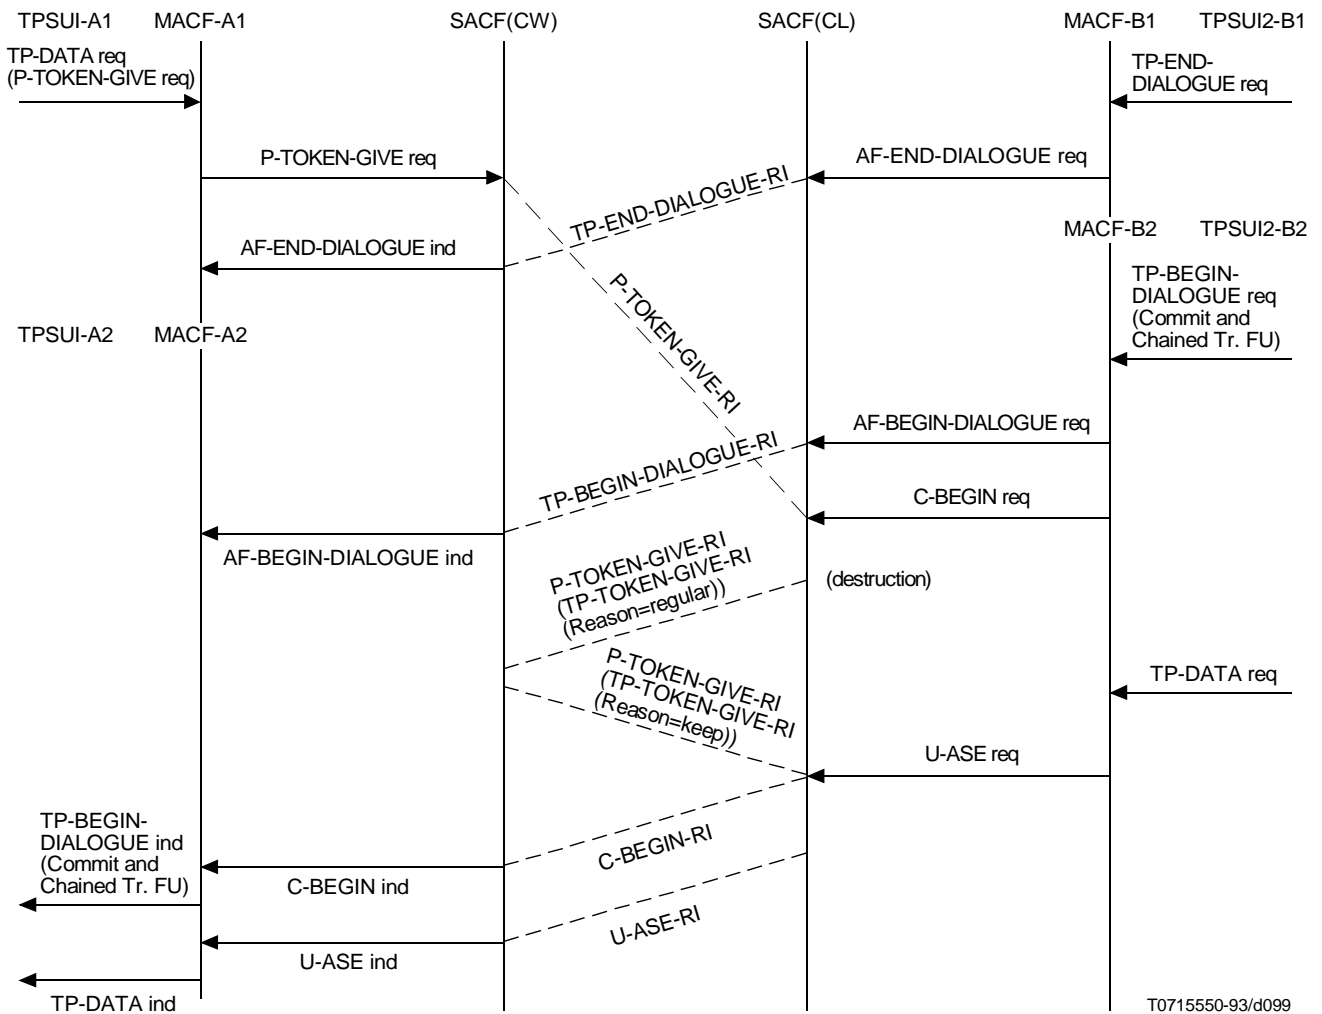 TPSUI-A1 MACF-A1 SACF(CW) SACF(CL) MACF-B1 TPSUI2-B1
TP-DATA req
(P-TOKEN-GIVE req)
TP-END-
DIALOGUE req
P-TOKEN-GIVE req
AF-END-DIALOGUE req
TP-END-DIALOGUE-RI
MACF-B2 TPSUI2-B2
AF-END-DIALOGUE ind
TP-BEGIN-
DIALOGUE req
(Commit and
Chained Tr. FU)
P-TOKEN-GIVE-RI
TPSUI-A2 MACF-A2
AF-BEGIN-DIALOGUE req
TP-BEGIN-DIALOGUE-RI
C-BEGIN req
AF-BEGIN-DIALOGUE ind
P-TOKEN-GIVE-RI
(TP-TOKEN-GIVE-RI
(Reason=regular))
(destruction)
P-TOKEN-GIVE-RI
(TP-TOKEN-GIVE-RI
(Reason=keep))
TP-DATA req
U-ASE req
TP-BEGIN-
DIALOGUE ind
(Commit and
Chained Tr. FU)
C-BEGIN-RI
C-BEGIN ind
U-ASE-RI
U-ASE ind
TP-DATA ind
T0715550-93/d099